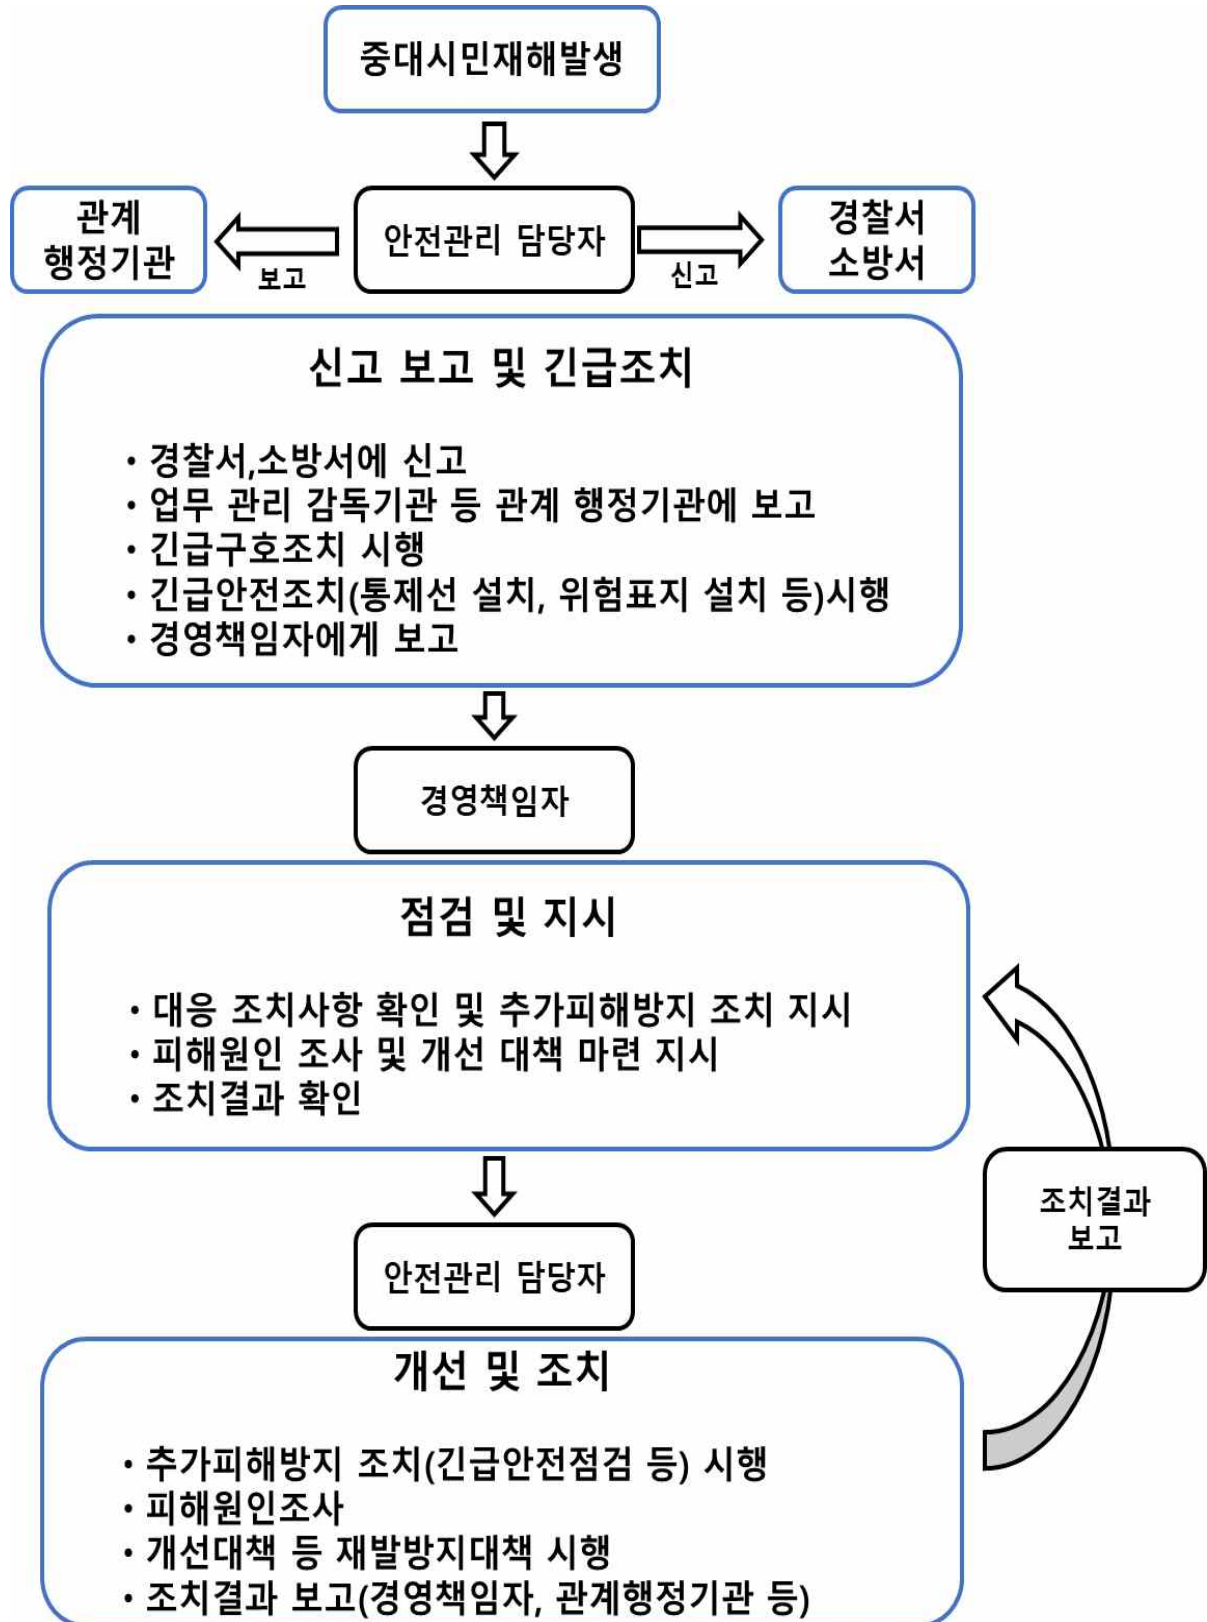 중대시민재해발생
관계
행정기관
보고
안전관리 담당자
신고
경찰서
소방서
신고 보고 및 긴급조치
• 경찰서,소방서에 신고
• 업무 관리 감독기관 등 관계 행정기관에 보고
• 긴급구호조치 시행
• 긴급안전조치(통제선 설치, 위험표지 설치 등)시행
• 경영책임자에게 보고
경영책임자
점검 및 지시
• 대응 조치사항 확인 및 추가피해방지 조치 지시
• 피해원인 조사 및 개선 대책 마련 지시
• 조치결과 확인
조치결과
보고
안전관리 담당자
개선 및 조치
• 추가피해방지 조치(긴급안전점검 등) 시행
• 피해원인조사
• 개선대책 등 재발방지대책 시행
• 조치결과 보고(경영책임자, 관계행정기관 등)